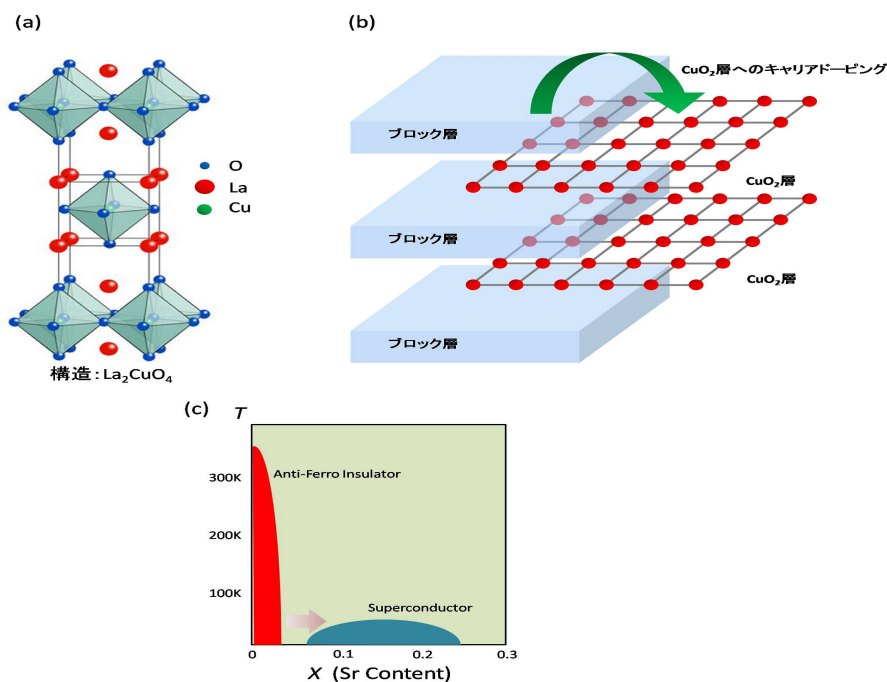 (a)
O
La
Cu
構造:La₂CuO₄
(b)
CuO₂層へのキャリアドーピング
ブロック層
CuO₂層
ブロック層
CuO₂層
ブロック層
(c)
T
300K
200K
100K
Anti-Ferro Insulator
Superconductor
0 0.1 0.2 0.3
X (Sr Content)